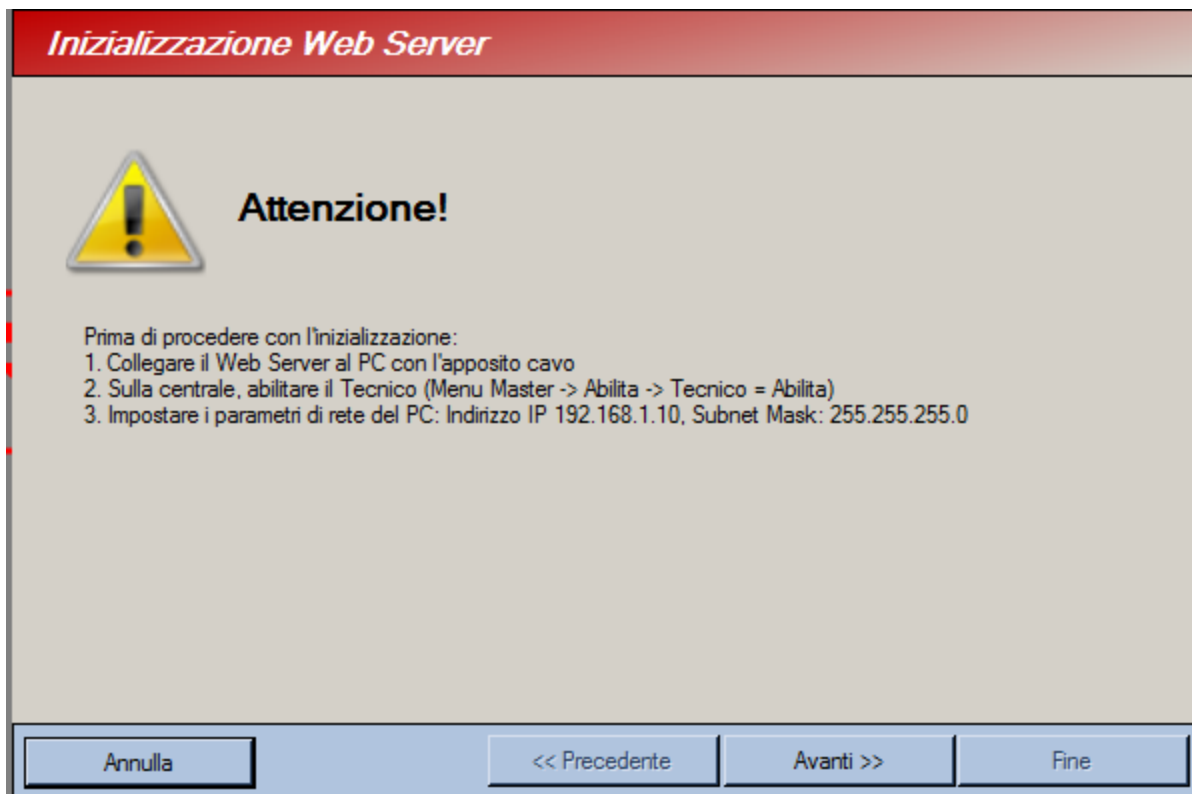 Inizializzazione Web Server
Attenzione!
Prima di procedere con l'inizializzazione:
1. Collegare il Web Server al PC con l'apposito cavo
2. Sulla centrale, abilitare il Tecnico (Menu Master -> Abilita -> Tecnico = Abilita)
3. Impostare i parametri di rete del PC: Indirizzo IP 192.168.1.10, Subnet Mask: 255.255.255.0
Annulla
<< Precedente
Avanti >>
Fine